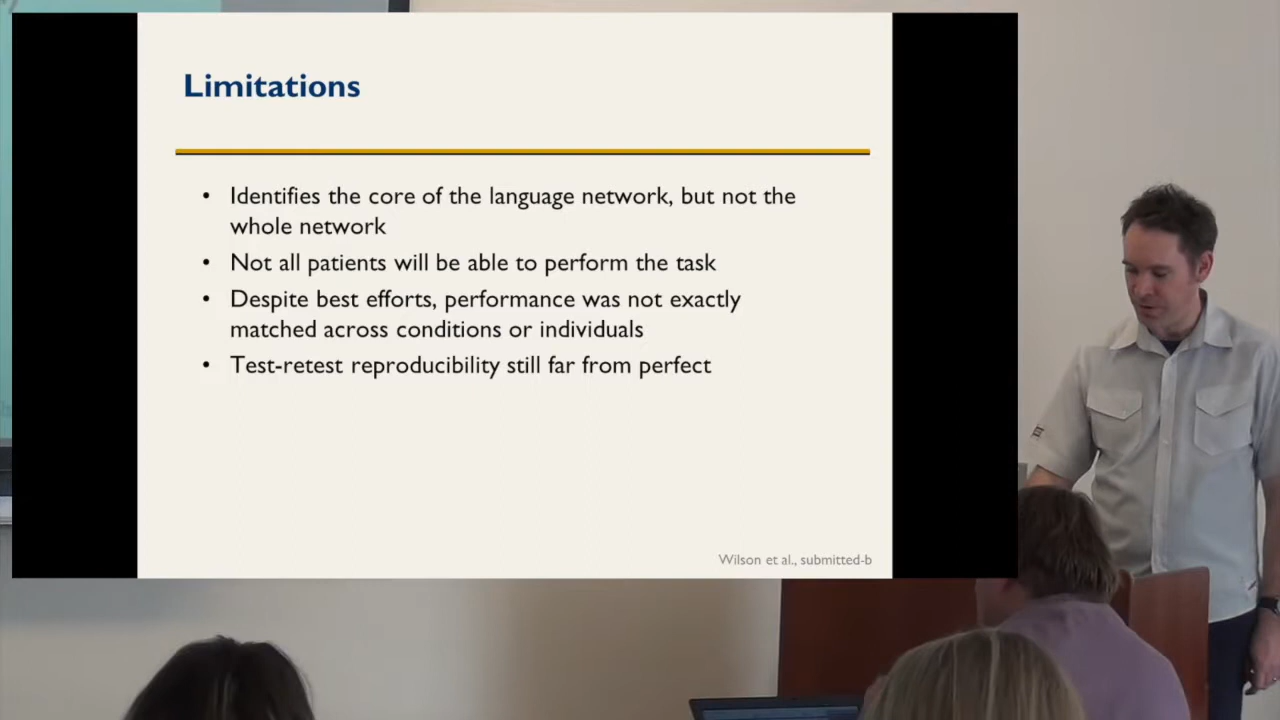 Limitations
• Identifies the core of the language network, but not the
whole network
• Not all patients will be able to perform the task
• Despite best efforts, performance was not exactly
matched across conditions or individuals
• Test-retest reproducibility still far from perfect
Wilson et al., submitted-b